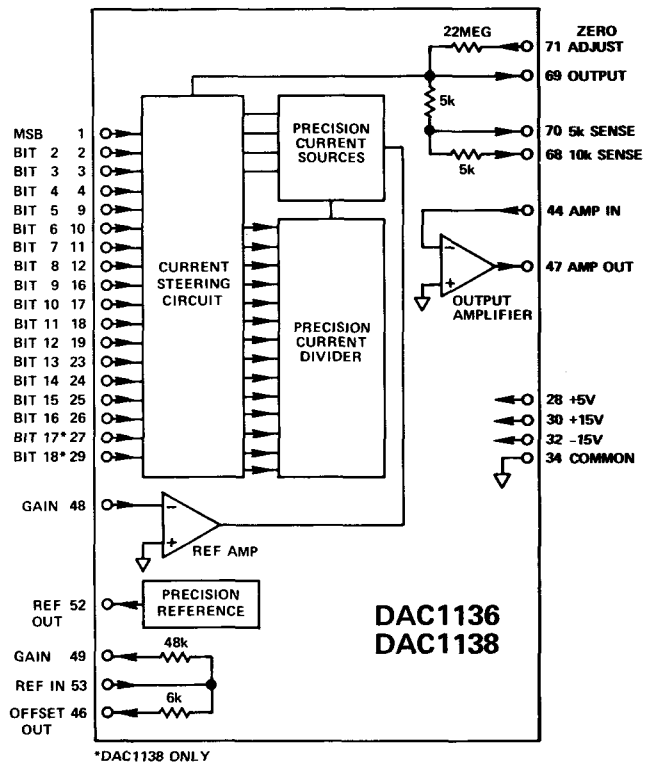 22MEG
ZERO
71 ADJUST
69 OUTPUT
5k
70 5k SENSE
68 10k SENSE
5k
MSB 1
BIT 2 2
BIT 3 3
BIT 4 4
BIT 5 9
BIT 6 10
BIT 7 11
BIT 8 12
BIT 9 16
BIT 10 17
BIT 11 18
BIT 12 19
BIT 13 23
BIT 14 24
BIT 15 25
BIT 16 26
BIT 17* 27
BIT 18* 29
CURRENT
STEERING
CIRCUIT
PRECISION
CURRENT
SOURCES
PRECISION
CURRENT
DIVIDER
44 AMP IN
−
+
47 AMP OUT
OUTPUT
AMPLIFIER
28 +5V
30 +15V
32 −15V
34 COMMON
GAIN 48
−
+
REF AMP
REF 52
OUT
PRECISION
REFERENCE
GAIN 49
48k
REF IN 53
6k
OFFSET 46
OUT
DAC1136
DAC1138
*DAC1138 ONLY